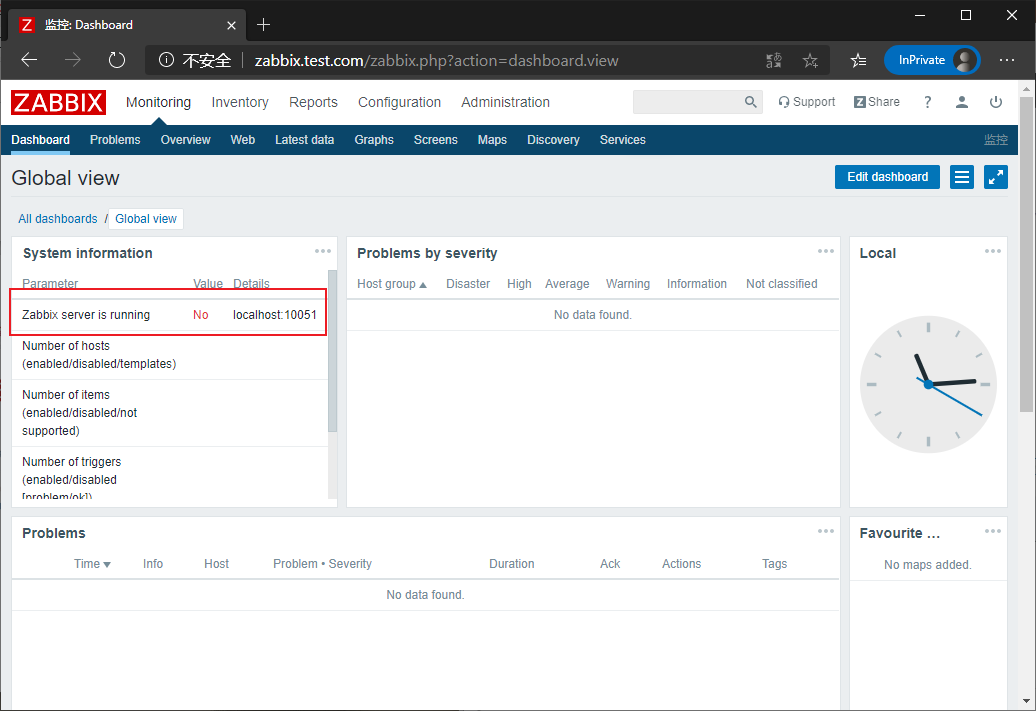 Z 监控: Dashboard
不安全 zabbix.test.com/zabbix.php?action=dashboard.view InPrivate
ZABBIX Monitoring Inventory Reports Configuration Administration Support Z Share ?
Dashboard Problems Overview Web Latest data Graphs Screens Maps Discovery Services 监控
Global view Edit dashboard
All dashboards / Global view
System information
Parameter Value Details
Zabbix server is running No localhost:10051
Number of hosts
(enabled/disabled/templates)
Number of items
(enabled/disabled/not
supported)
Number of triggers
(enabled/disabled
[problem/ok])
Problems by severity
Host group Disaster High Average Warning Information Not classified
No data found.
Local
Problems
Time Info Host Problem • Severity Duration Ack Actions Tags
No data found.
Favourite ...
No maps added.